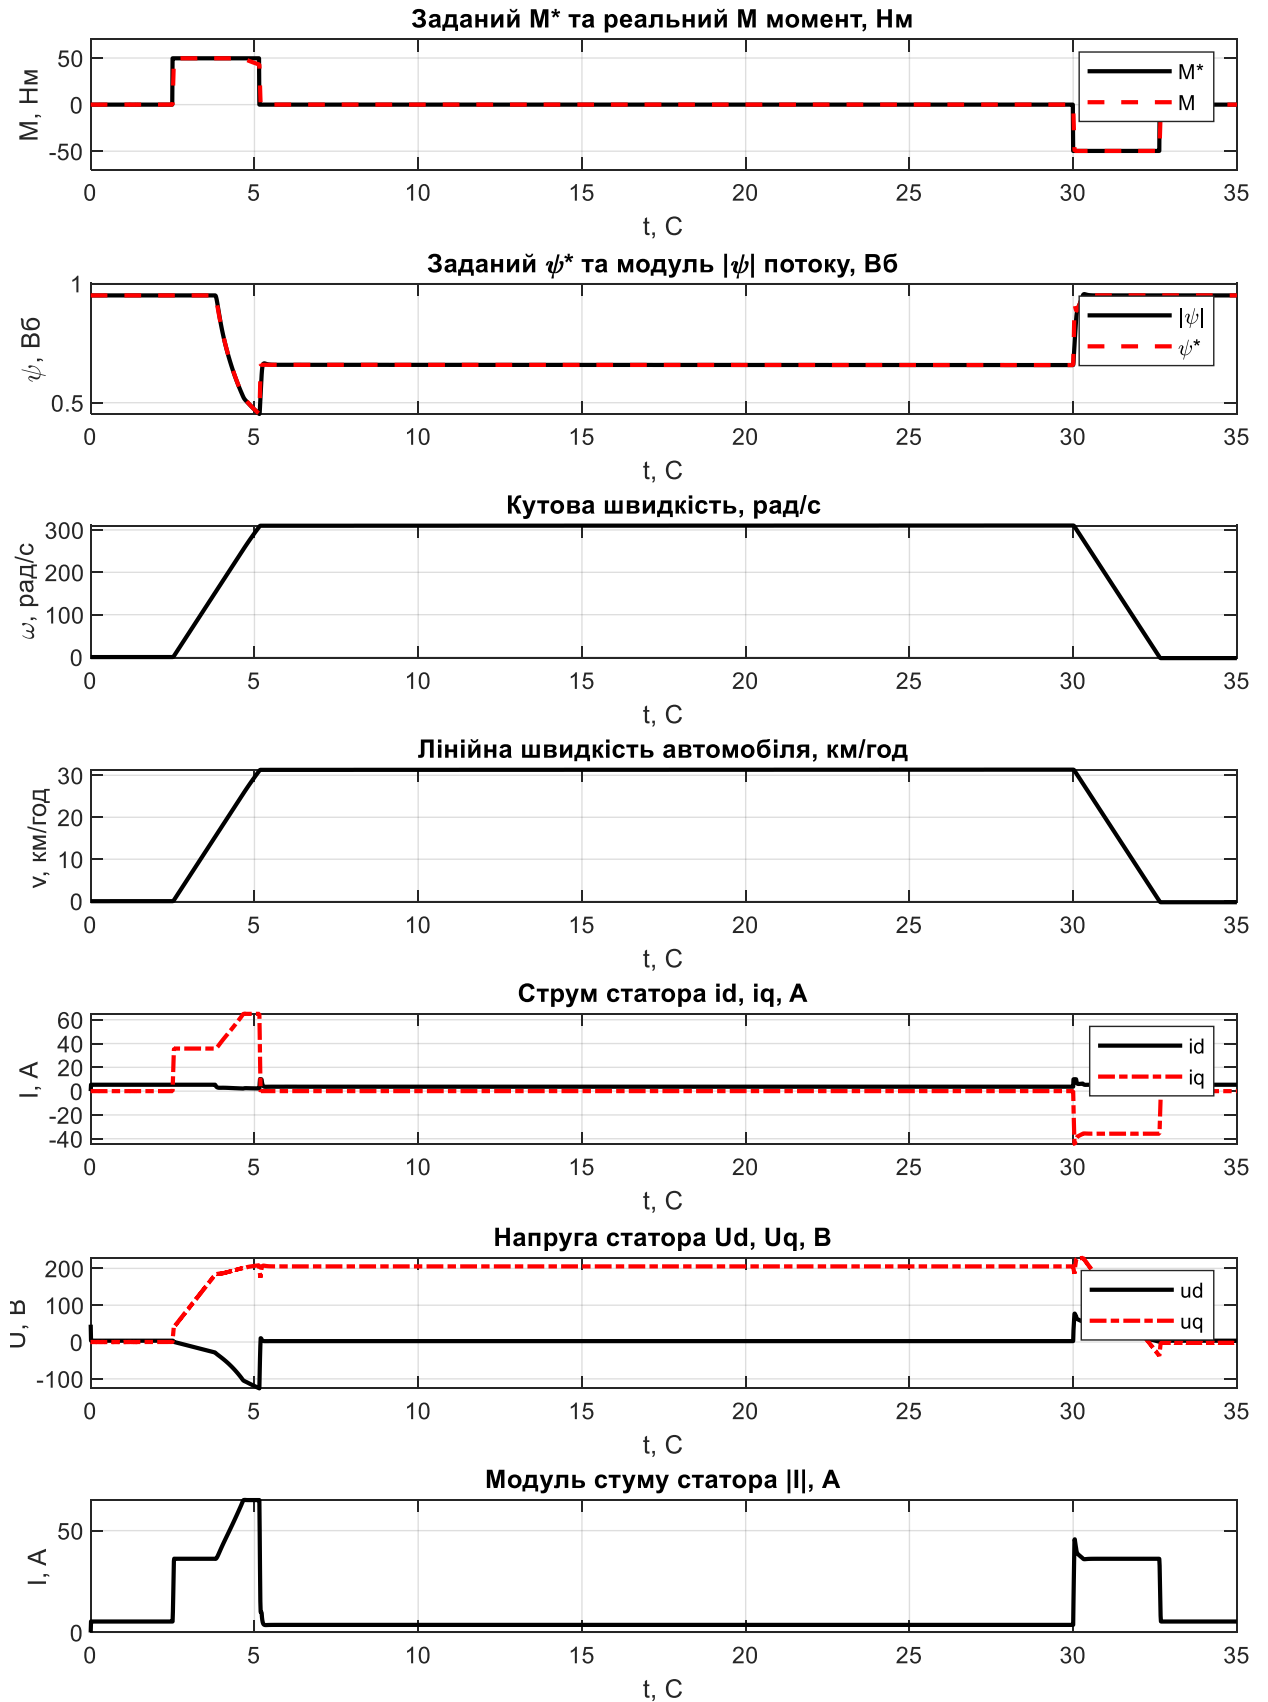 Заданий M* та реальний M момент, Нм
M, Нм
50
0
-50
M*
M
0 5 10 15 20 25 30 35
t, C
Заданий ψ* та модуль |ψ| потоку, Вб
ψ, Вб
1
0.5
|ψ|
ψ*
0 5 10 15 20 25 30 35
t, C
Кутова швидкість, рад/с
ω, рад/с
300
200
100
0
0 5 10 15 20 25 30 35
t, C
Лінійна швидкість автомобіля, км/год
v, км/год
30
20
10
0
0 5 10 15 20 25 30 35
t, C
Струм статора id, iq, A
I, A
60
40
20
0
-20
-40
id
iq
0 5 10 15 20 25 30 35
t, C
Напруга статора Ud, Uq, В
U, В
200
100
0
-100
ud
uq
0 5 10 15 20 25 30 35
t, C
Модуль стуму статора |I|, A
I, A
50
0
0 5 10 15 20 25 30 35
t, C